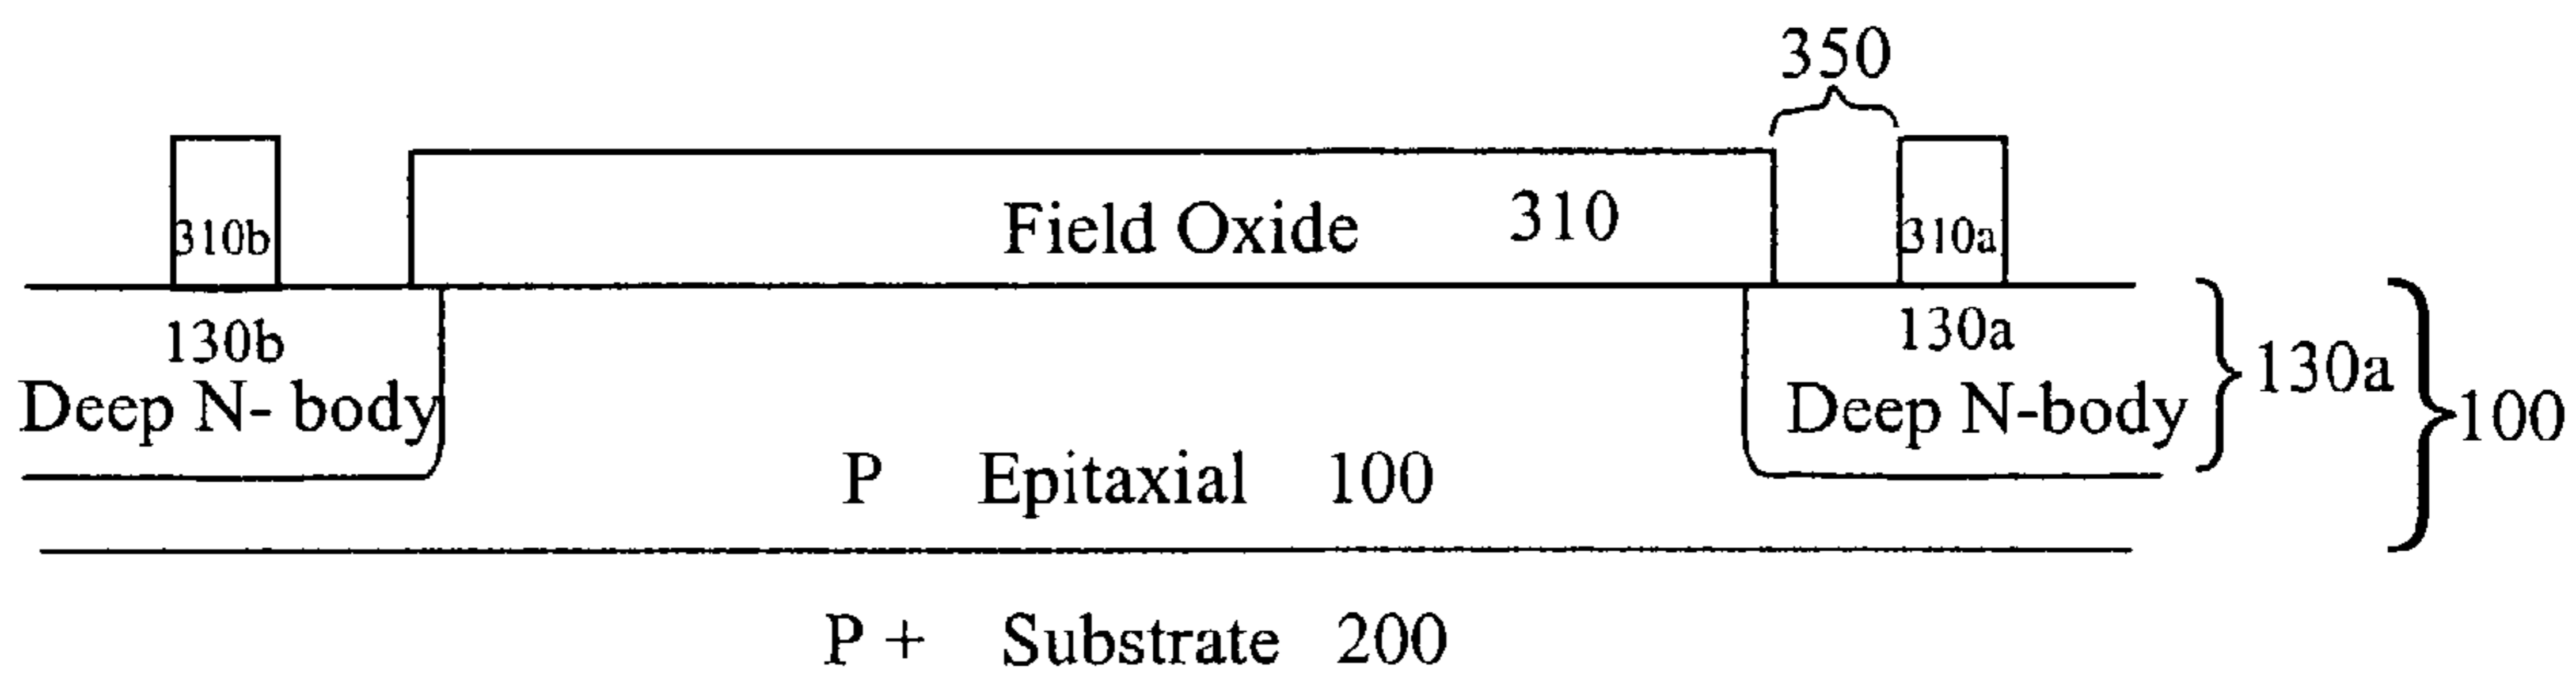 350
Field Oxide 310
310b
310a
130b
Deep N- body
130a
Deep N-body
130a
100
P Epitaxial 100
P + Substrate 200